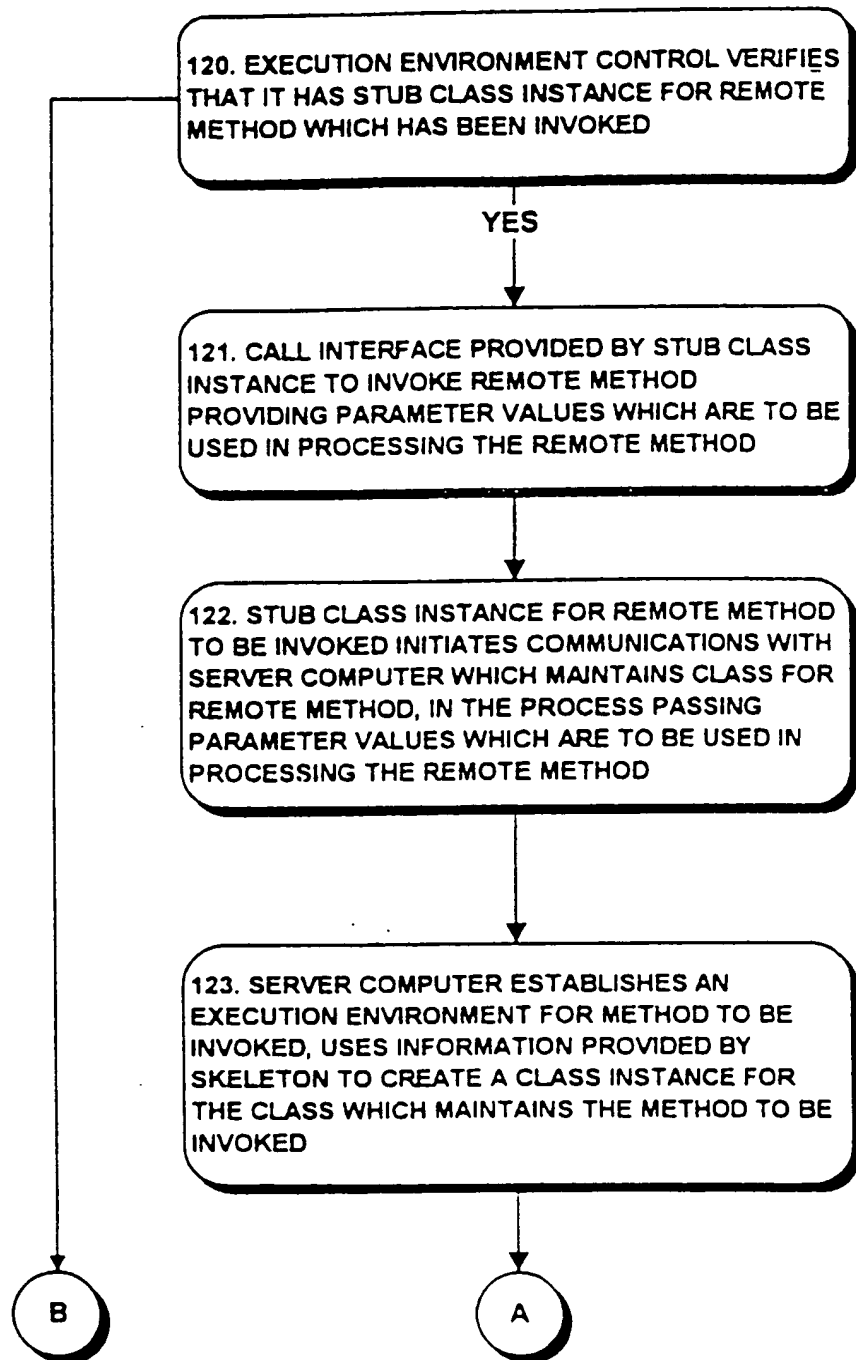 120. EXECUTION ENVIRONMENT CONTROL VERIFIES
THAT IT HAS STUB CLASS INSTANCE FOR REMOTE
METHOD WHICH HAS BEEN INVOKED
YES
121. CALL INTERFACE PROVIDED BY STUB CLASS
INSTANCE TO INVOKE REMOTE METHOD
PROVIDING PARAMETER VALUES WHICH ARE TO BE
USED IN PROCESSING THE REMOTE METHOD
122. STUB CLASS INSTANCE FOR REMOTE METHOD
TO BE INVOKED INITIATES COMMUNICATIONS WITH
SERVER COMPUTER WHICH MAINTAINS CLASS FOR
REMOTE METHOD, IN THE PROCESS PASSING
PARAMETER VALUES WHICH ARE TO BE USED IN
PROCESSING THE REMOTE METHOD
123. SERVER COMPUTER ESTABLISHES AN
EXECUTION ENVIRONMENT FOR METHOD TO BE
INVOKED, USES INFORMATION PROVIDED BY
SKELETON TO CREATE A CLASS INSTANCE FOR
THE CLASS WHICH MAINTAINS THE METHOD TO BE
INVOKED
B
A